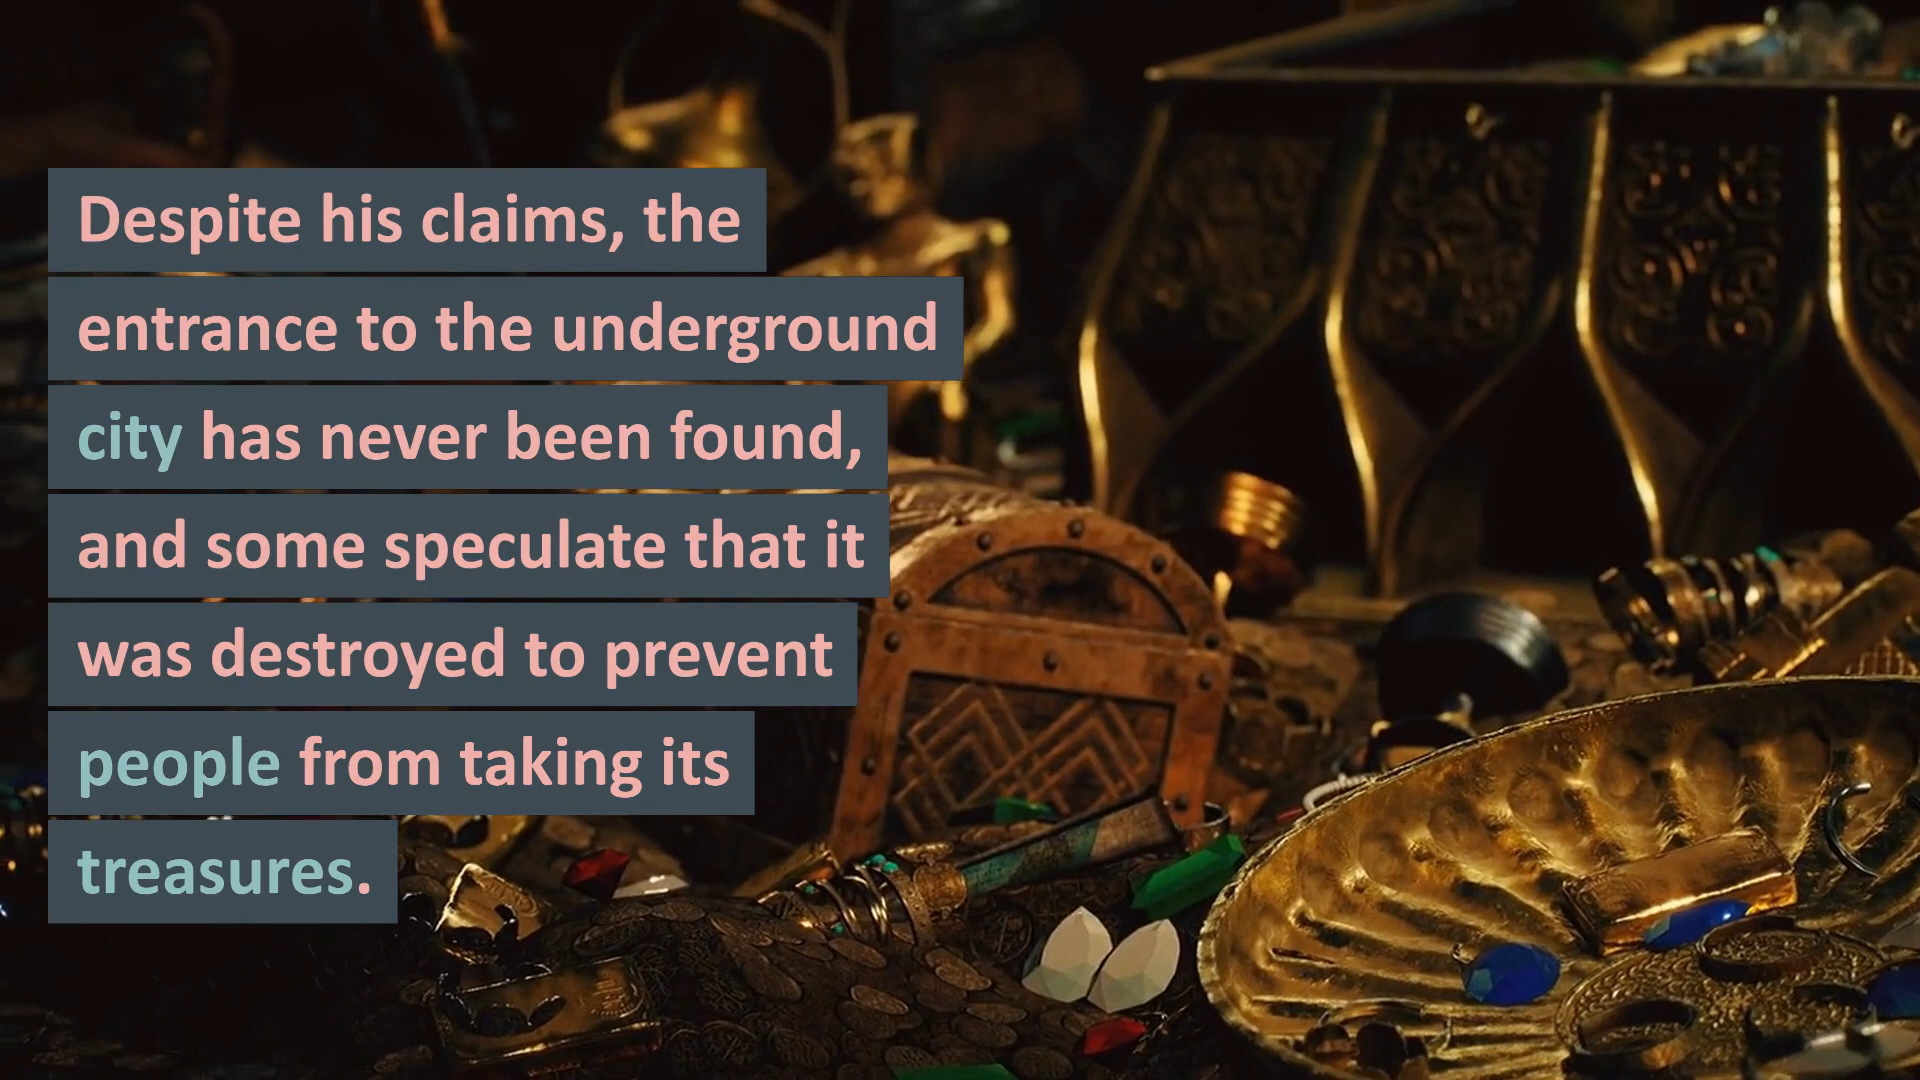 Despite his claims, the
entrance to the underground
city has never been found,
and some speculate that it
was destroyed to prevent
people from taking its
treasures.